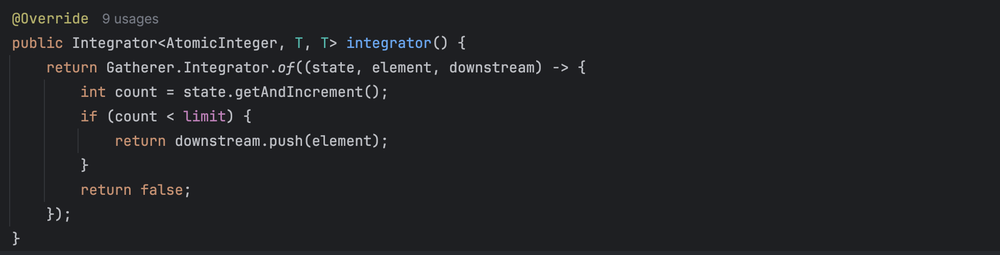 @Override 9 usages
public Integrator<AtomicInteger, T, T> integrator() {
    return Gatherer.Integrator.of((state, element, downstream) -> {
        int count = state.getAndIncrement();
        if (count < limit) {
            return downstream.push(element);
        }
        return false;
    });
}